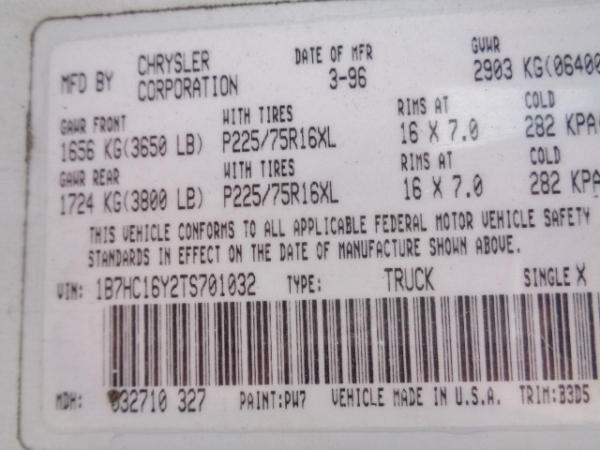 MFD BY CHRYSLER CORPORATION DATE OF MFR 3-96 GVWR 2903 KG(06400
GAWR FRONT WITH TIRES RIMS AT COLD
1656 KG(3650 LB) P225/75R16XL 16 X 7.0 282 KPA(
GAWR REAR WITH TIRES RIMS AT COLD
1724 KG(3800 LB) P225/75R16XL 16 X 7.0 282 KPA
THIS VEHICLE CONFORMS TO ALL APPLICABLE FEDERAL MOTOR VEHICLE SAFETY
STANDARDS IN EFFECT ON THE DATE OF MANUFACTURE SHOWN ABOVE.
VIN: 1B7HC16Y2TS701032 TYPE: TRUCK SINGLE X
MDH: 032710 327 PAINT:PW7 VEHICLE MADE IN U.S.A. TRIM:B3D5